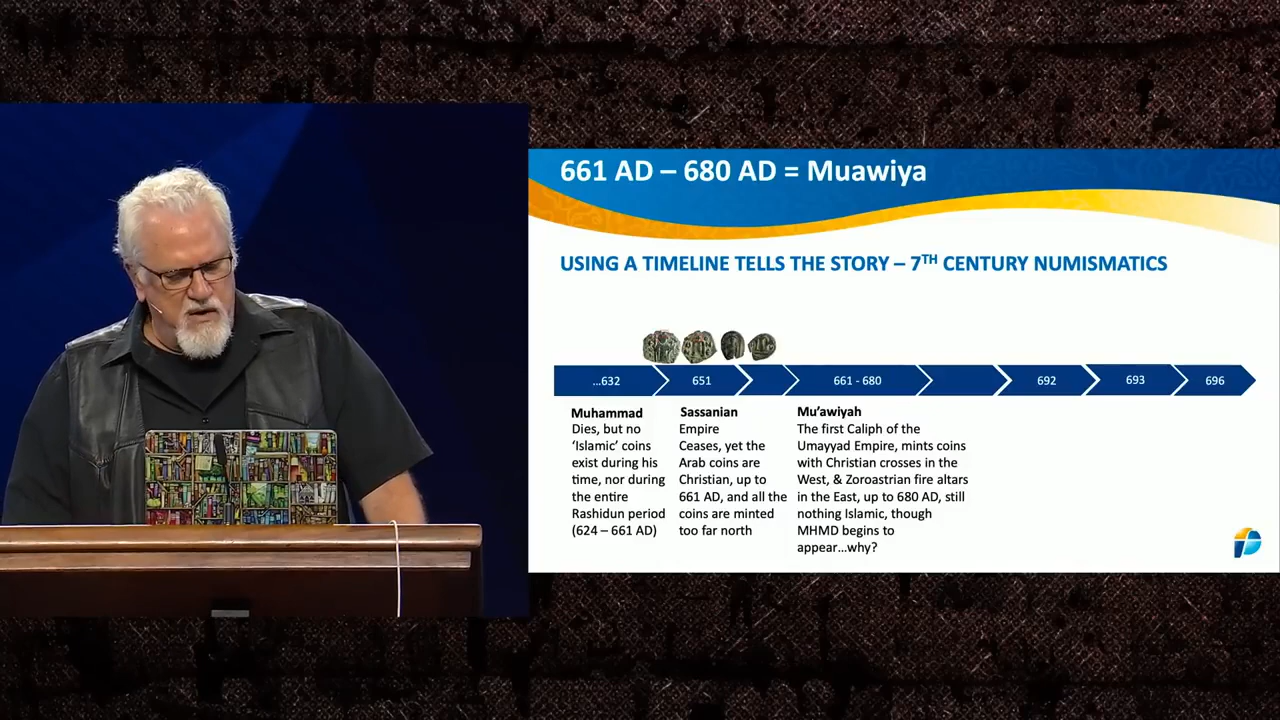 661 AD – 680 AD = Muawiya
USING A TIMELINE TELLS THE STORY – 7TH CENTURY NUMISMATICS
...632
651
661 - 680
692
693
696
Muhammad
Dies, but no
‘Islamic’ coins
exist during his
time, nor during
the entire
Rashidun period
(624 – 661 AD)
Sassanian
Empire
Ceases, yet the
Arab coins are
Christian, up to
661 AD, and all the
coins are minted
too far north
Mu’awiyah
The first Caliph of the
Umayyad Empire, mints coins
with Christian crosses in the
West, & Zoroastrian fire altars
in the East, up to 680 AD, still
nothing Islamic, though
MHMD begins to
appear...why?